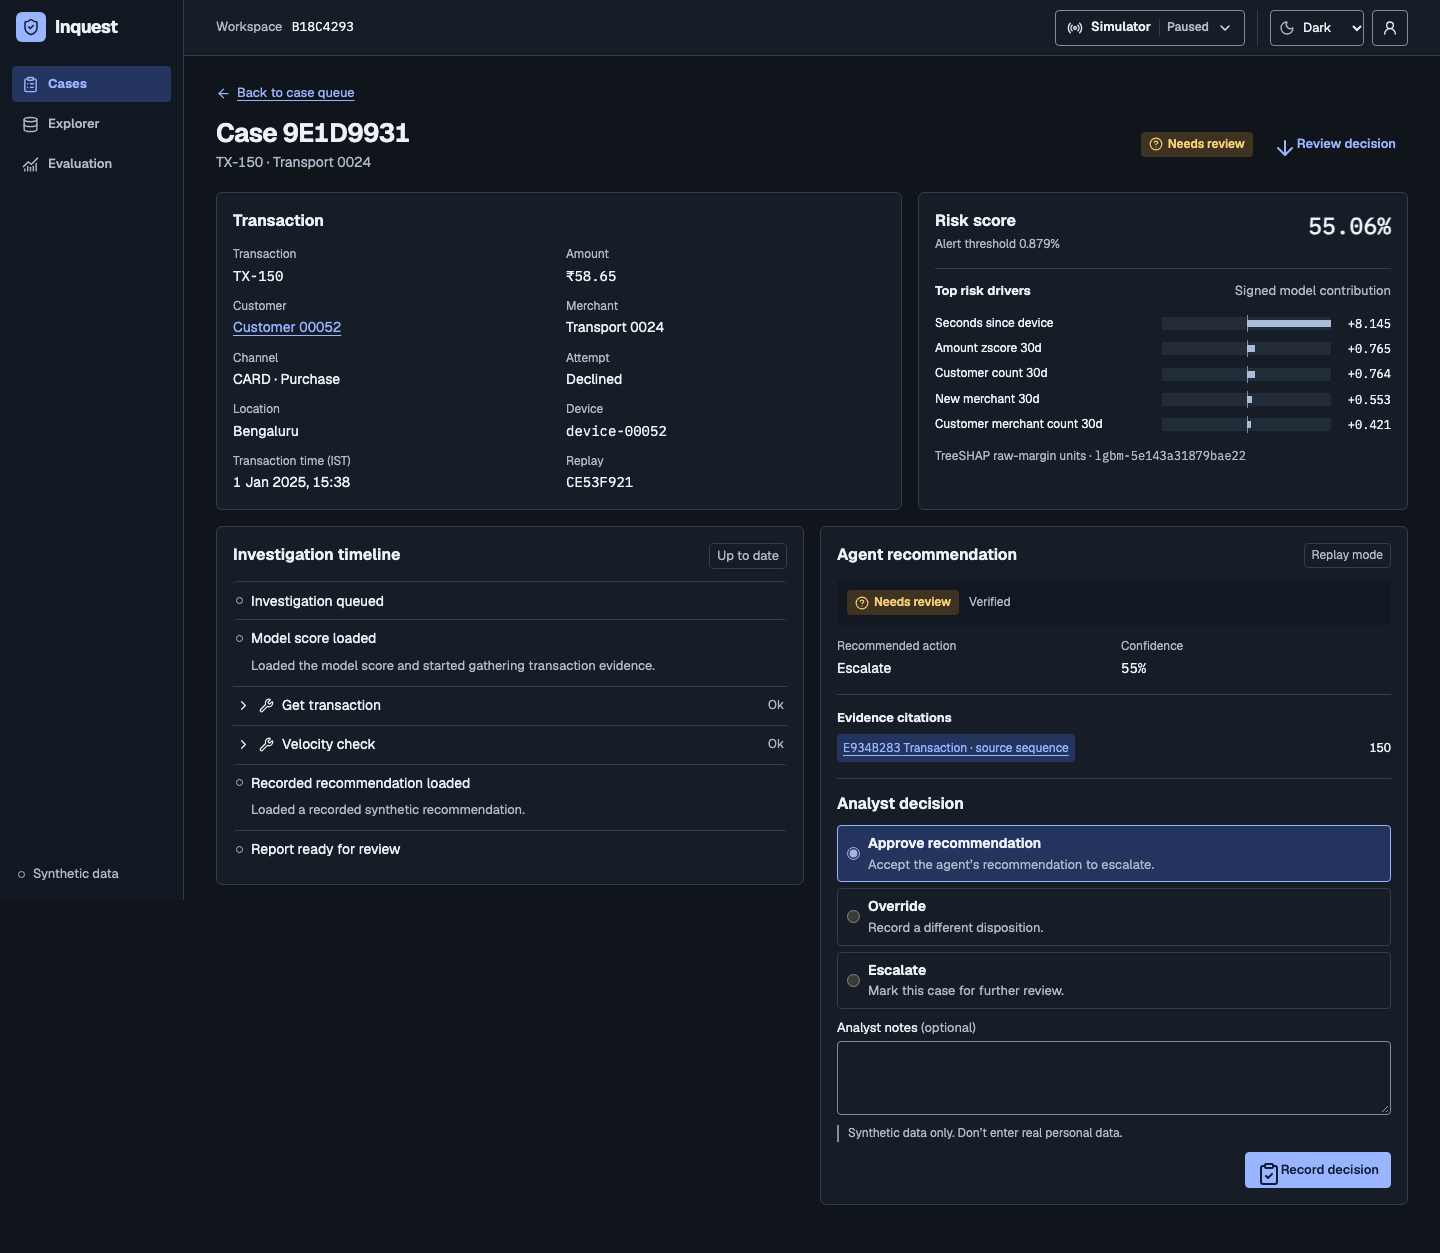 Inquest
Workspace B18C4293
Simulator Paused
Dark
Cases
Explorer
Evaluation
Synthetic data
Back to case queue
Case 9E1D9931
TX-150 · Transport 0024
Needs review
Review decision
Transaction
Transaction
TX-150
Amount
₹58.65
Customer
Customer 00052
Merchant
Transport 0024
Channel
CARD · Purchase
Attempt
Declined
Location
Bengaluru
Device
device-00052
Transaction time (IST)
1 Jan 2025, 15:38
Replay
CE53F921
Risk score
55.06%
Alert threshold 0.879%
Top risk drivers
Signed model contribution
Seconds since device +8.145
Amount zscore 30d +0.765
Customer count 30d +0.764
New merchant 30d +0.553
Customer merchant count 30d +0.421
TreeSHAP raw-margin units · lgbm-5e143a31879bae22
Investigation timeline
Up to date
Investigation queued
Model score loaded
Loaded the model score and started gathering transaction evidence.
Get transaction Ok
Velocity check Ok
Recorded recommendation loaded
Loaded a recorded synthetic recommendation.
Report ready for review
Agent recommendation
Replay mode
Needs review Verified
Recommended action
Escalate
Confidence
55%
Evidence citations
E934B283 Transaction · source sequence 150
Analyst decision
Approve recommendation
Accept the agent's recommendation to escalate.
Override
Record a different disposition.
Escalate
Mark this case for further review.
Analyst notes (optional)
Synthetic data only. Don't enter real personal data.
Record decision